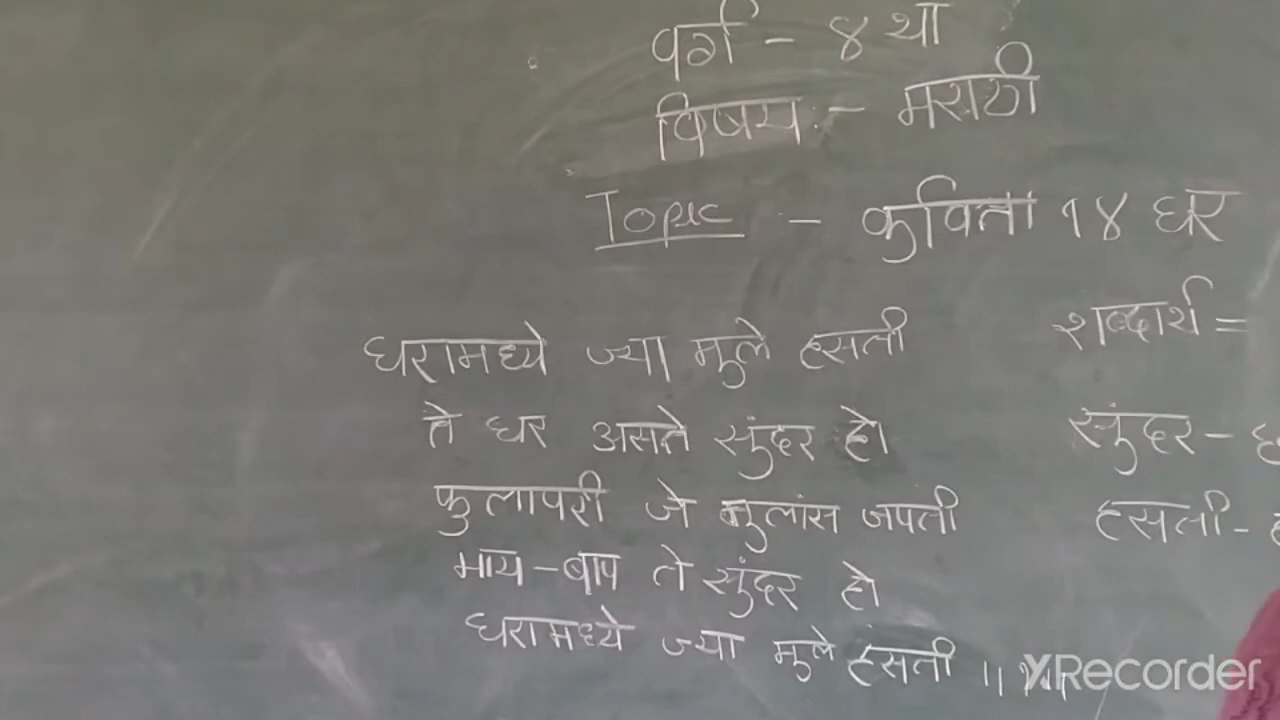 वर्ग - ४ था
विषय :- मराठी
Topic :- कविता १४ घर
घरामध्ये ज्या मुले हसती
ते घर असते सुंदर हो
फुलापरी जे मुलांस जपती
माय-बाप ते सुंदर हो
घरामध्ये ज्या मुले हसती ॥
शब्दार्थ =
सुंदर-
हसती-
XRecorder